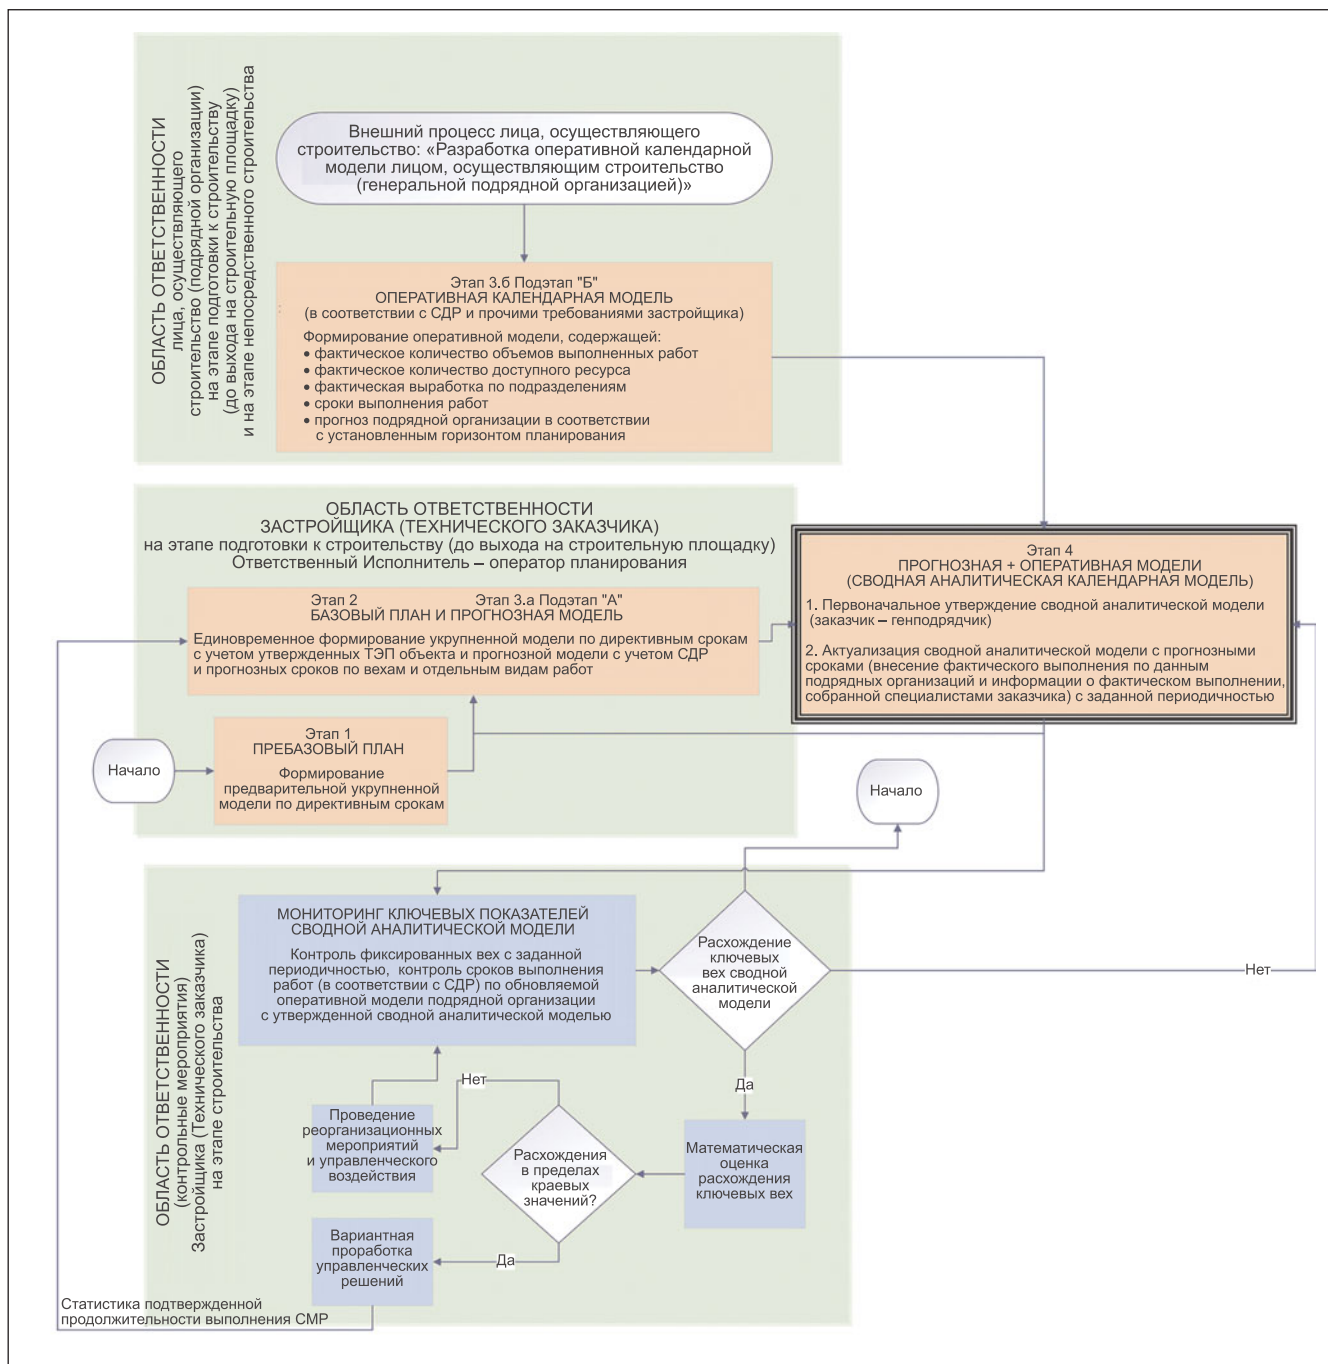 ОБЛАСТЬ ОТВЕТСТВЕННОСТИ
лица, осуществляющего
строительство (подрядной организации)
на этапе подготовки к строительству
(до выхода на строительную площадку)
и на этапе непосредственного строительства
Внешний процесс лица, осуществляющего
строительство: «Разработка оперативной календарной
модели лицом, осуществляющим строительство
(генеральной подрядной организацией)»
Этап 3.б Подэтап "Б"
ОПЕРАТИВНАЯ КАЛЕНДАРНАЯ МОДЕЛЬ
(в соответствии с СДР и прочими требованиями застройщика)
Формирование оперативной модели, содержащей:
• фактическое количество объемов выполненных работ
• фактическое количество доступного ресурса
• фактическая выработка по подразделениям
• сроки выполнения работ
• прогноз подрядной организации в соответствии
с установленным горизонтом планирования
ОБЛАСТЬ ОТВЕТСТВЕННОСТИ
ЗАСТРОЙЩИКА (ТЕХНИЧЕСКОГО ЗАКАЗЧИКА)
на этапе подготовки к строительству (до выхода на строительную площадку)
Ответственный Исполнитель – оператор планирования
Этап 2 Этап 3.а Подэтап "А"
БАЗОВЫЙ ПЛАН И ПРОГНОЗНАЯ МОДЕЛЬ
Единовременное формирование укрупненной модели по директивным срокам
с учетом утвержденных ТЭП объекта и прогнозной модели с учетом СДР
и прогнозных сроков по вехам и отдельным видам работ
Этап 4
ПРОГНОЗНАЯ + ОПЕРАТИВНАЯ МОДЕЛИ
(СВОДНАЯ АНАЛИТИЧЕСКАЯ КАЛЕНДАРНАЯ МОДЕЛЬ)
1. Первоначальное утверждение сводной аналитической модели
(заказчик – генподрядчик)
2. Актуализация сводной аналитической модели с прогнозными
сроками (внесение фактического выполнения по данным
подрядных организаций и информации о фактическом выполнении,
собранной специалистами заказчика) с заданной периодичностью
Начало
Этап 1
ПРЕБАЗОВЫЙ ПЛАН
Формирование
предварительной укрупненной
модели по директивным срокам
Начало
ОБЛАСТЬ ОТВЕТСТВЕННОСТИ
(контрольные мероприятия)
Застройщика (Технического заказчика)
на этапе строительства
МОНИТОРИНГ КЛЮЧЕВЫХ ПОКАЗАТЕЛЕЙ
СВОДНОЙ АНАЛИТИЧЕСКОЙ МОДЕЛИ
Контроль фиксированных вех с заданной
периодичностью, контроль сроков выполнения
работ (в соответствии с СДР) по обновляемой
оперативной модели подрядной организации
с утвержденной сводной аналитической моделью
Расхождение
ключевых
вех сводной
аналитической
модели
Нет
Да
Нет
Проведение
реорганизационных
мероприятий
и управленческого
воздействия
Расхождения
в пределах
краевых
значений?
Математическая
оценка
расхождения
ключевых вех
Вариантная
проработка
управленческих
решений
Да
Статистика подтвержденной
продолжительности выполнения СМР